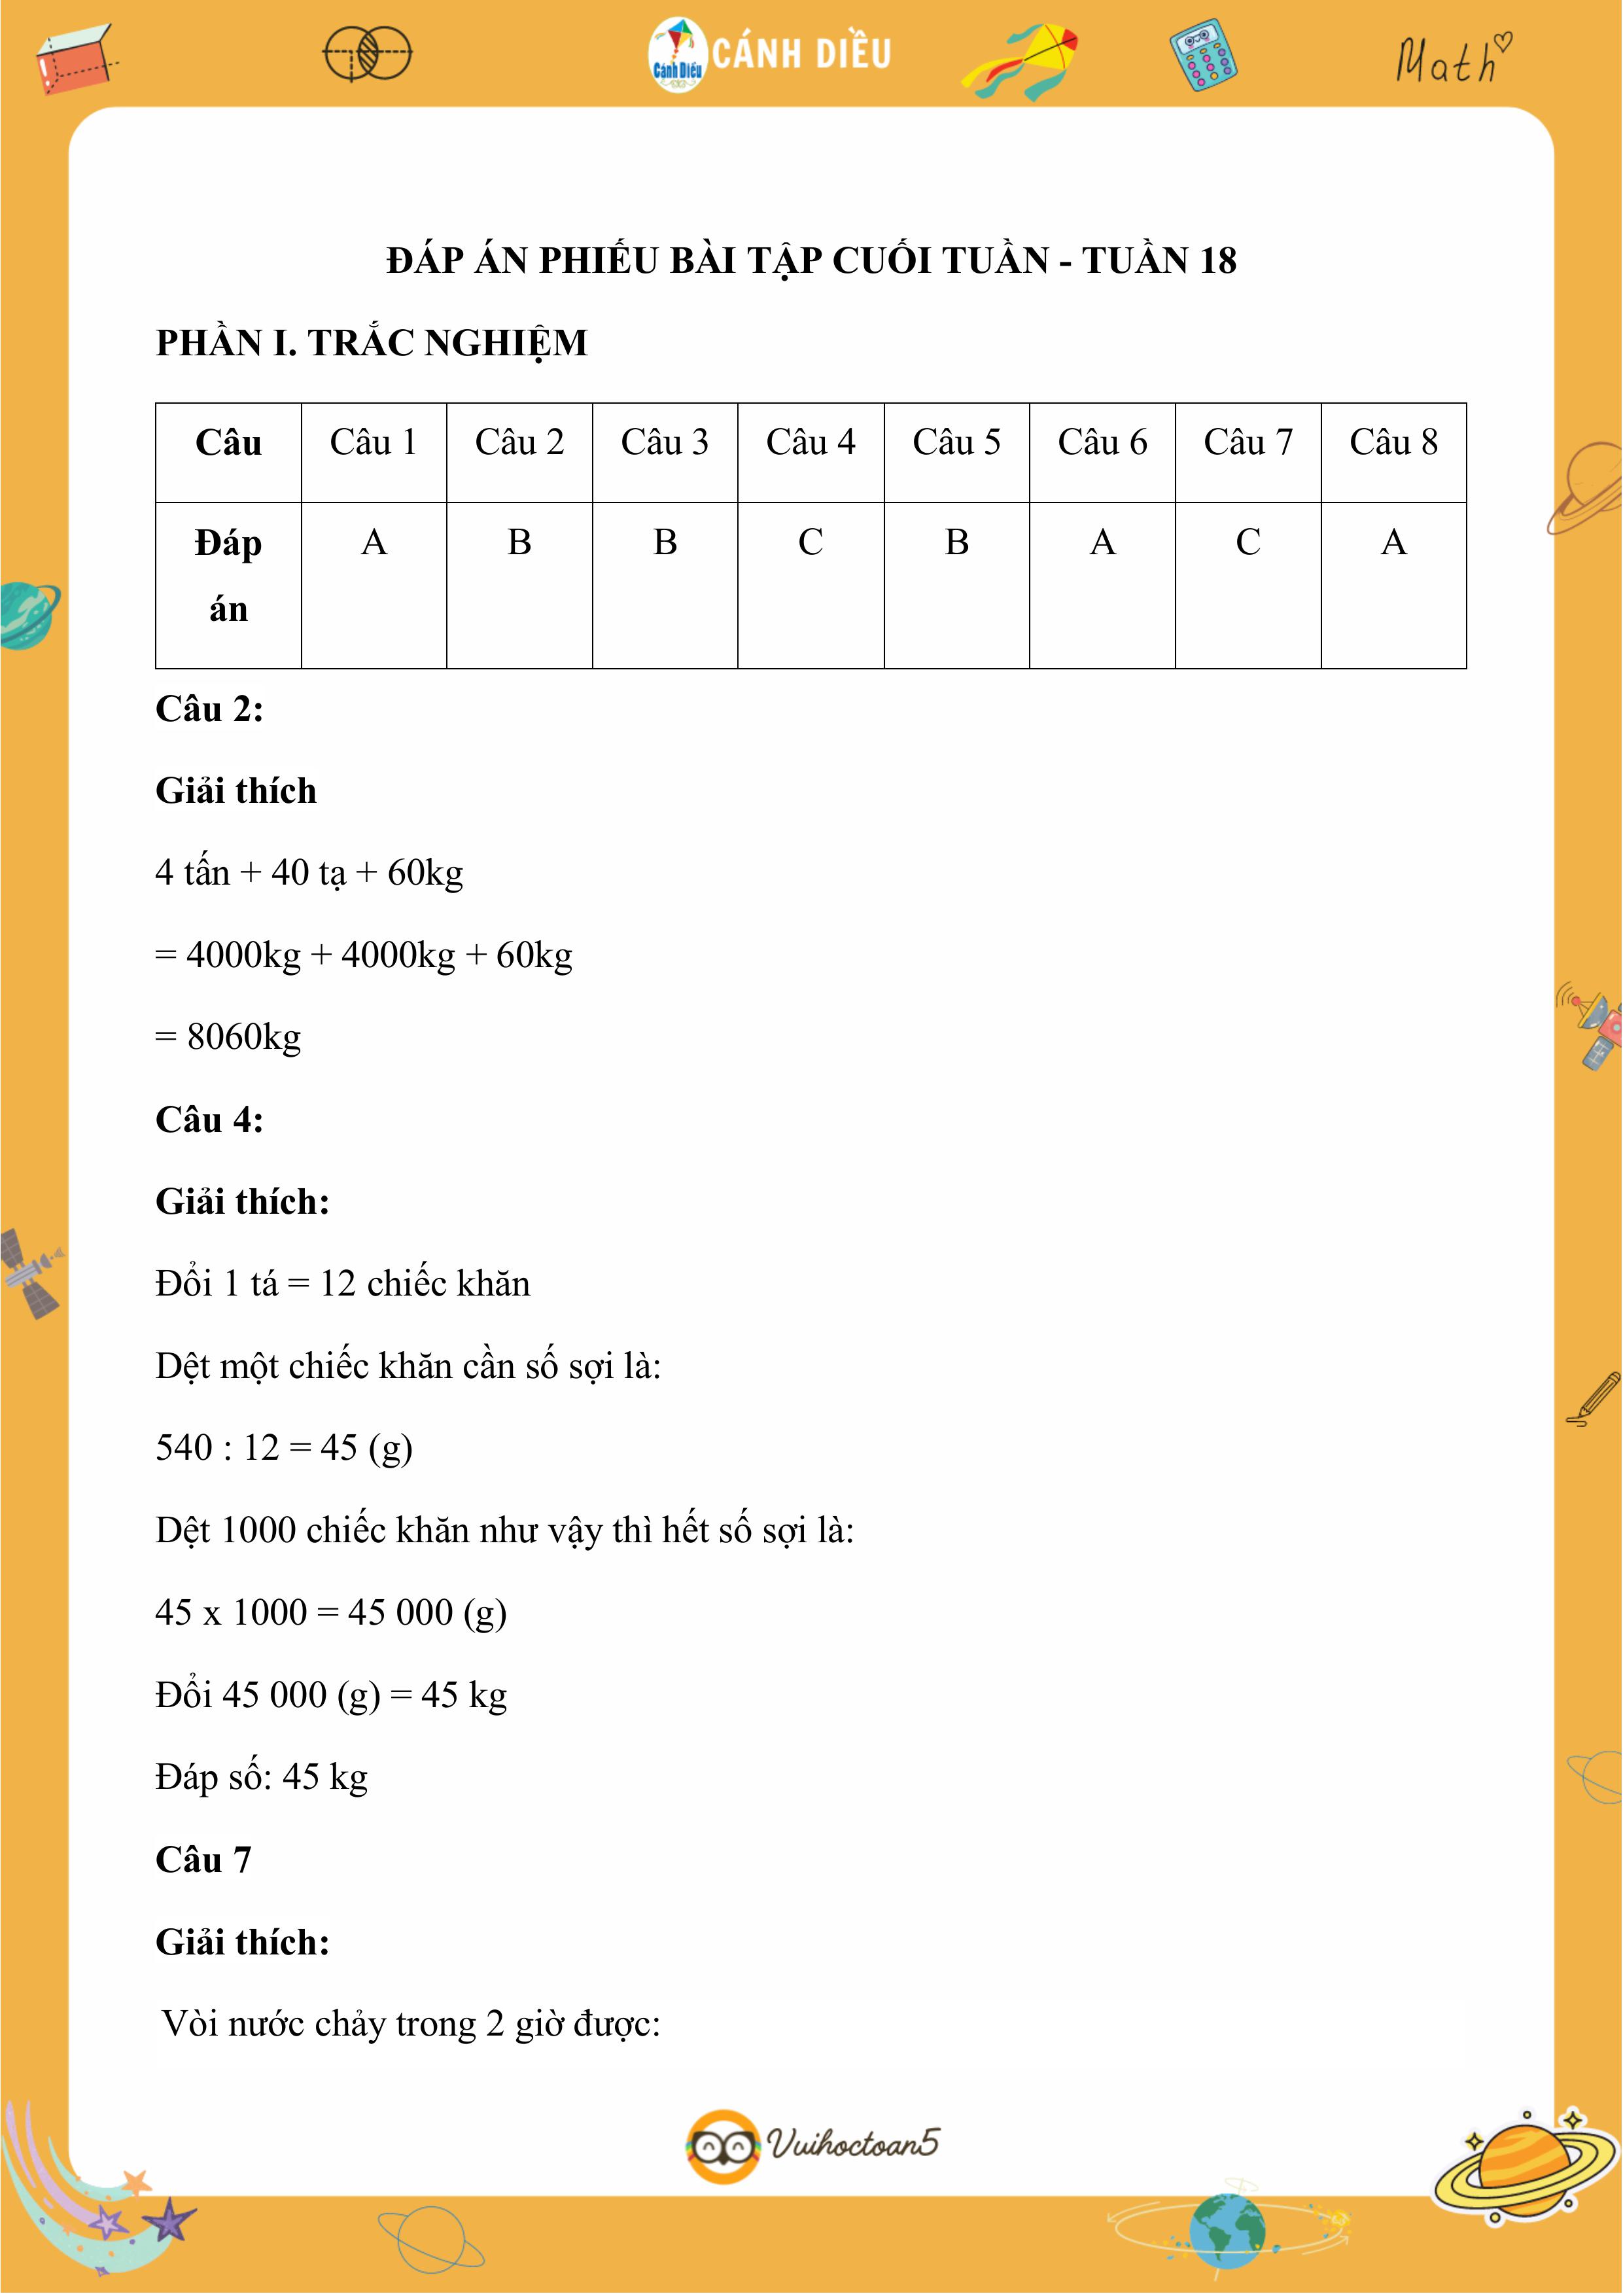 Cánh Diều CÁNH DIỀU
Math
ĐÁP ÁN PHIẾU BÀI TẬP CUỐI TUẦN - TUẦN 18
PHẦN I. TRẮC NGHIỆM
Câu Câu 1 Câu 2 Câu 3 Câu 4 Câu 5 Câu 6 Câu 7 Câu 8
Đáp án A B B C B A C A
Câu 2:
Giải thích
4 tấn + 40 tạ + 60kg
= 4000kg + 4000kg + 60kg
= 8060kg
Câu 4:
Giải thích:
Đổi 1 tá = 12 chiếc khăn
Dệt một chiếc khăn cần số sợi là:
540 : 12 = 45 (g)
Dệt 1000 chiếc khăn như vậy thì hết số sợi là:
45 x 1000 = 45 000 (g)
Đổi 45 000 (g) = 45 kg
Đáp số: 45 kg
Câu 7
Giải thích:
Vòi nước chảy trong 2 giờ được:
Vuihoctoan5